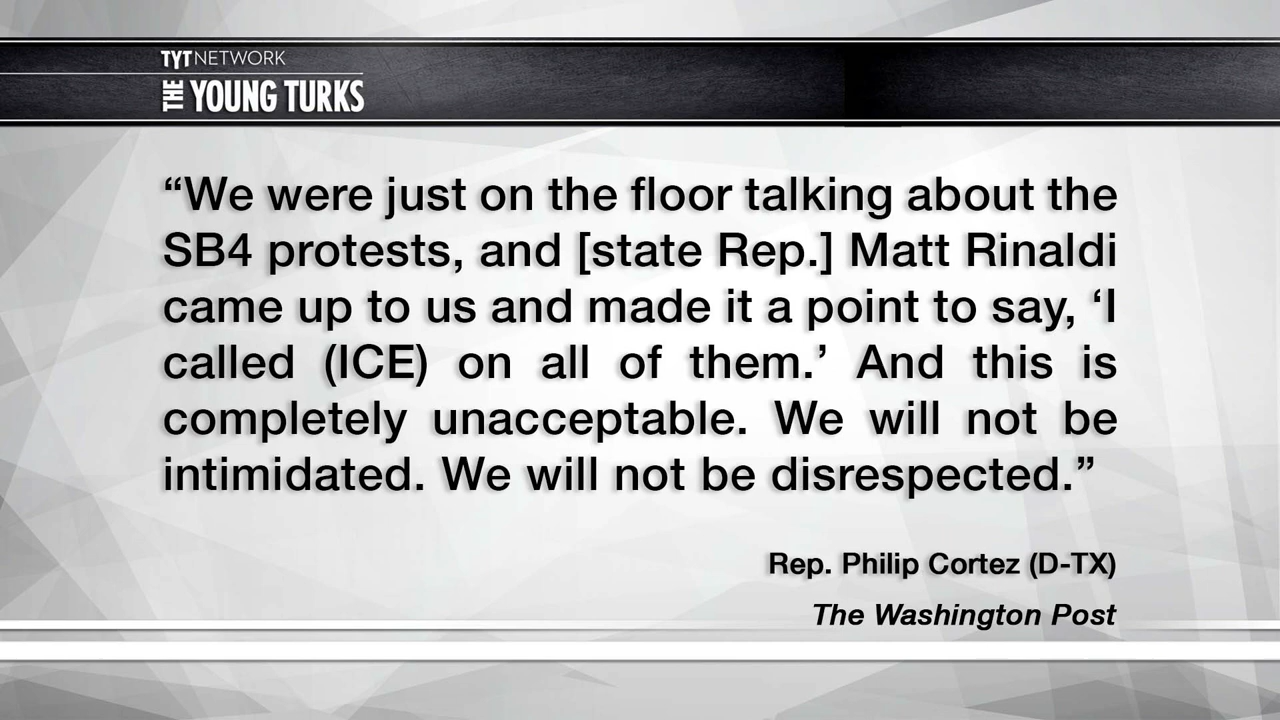 TYT NETWORK
THE YOUNG TURKS
“We were just on the floor talking about the
SB4 protests, and [state Rep.] Matt Rinaldi
came up to us and made it a point to say, ‘I
called (ICE) on all of them.’ And this is
completely unacceptable. We will not be
intimidated. We will not be disrespected.”
Rep. Philip Cortez (D-TX)
The Washington Post